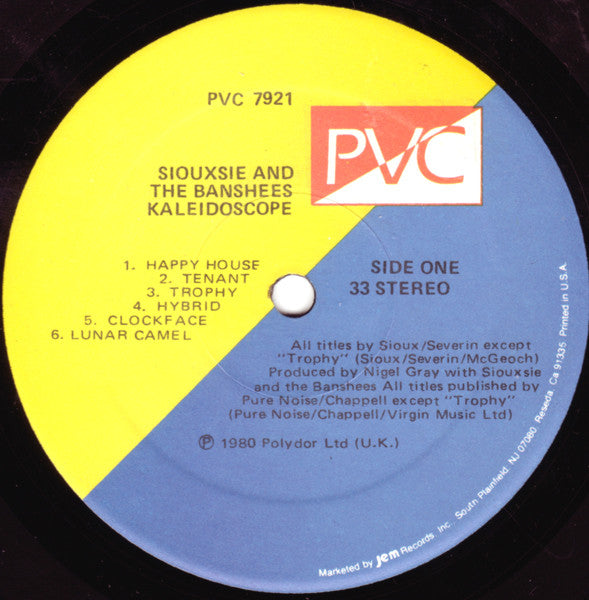 PVC 7921
PVC
SIOUXSIE AND
THE BANSHEES
KALEIDOSCOPE
1. HAPPY HOUSE
2. TENANT
3. TROPHY
4. HYBRID
5. CLOCKFACE
6. LUNAR CAMEL
SIDE ONE
33 STEREO
All titles by Sioux/Severin except
"Trophy" (Sioux/Severin/McGeoch)
Produced by Nigel Gray with Siouxsie
and the Banshees All titles published by
Pure Noise/Chappell except "Trophy"
(Pure Noise/Chappell/Virgin Music Ltd)
Ⓟ 1980 Polydor Ltd (U.K.)
Marketed by Jem Records, Inc. South Plainfield, NJ 07080 Reseda, Ca 91335 Printed in U.S.A.